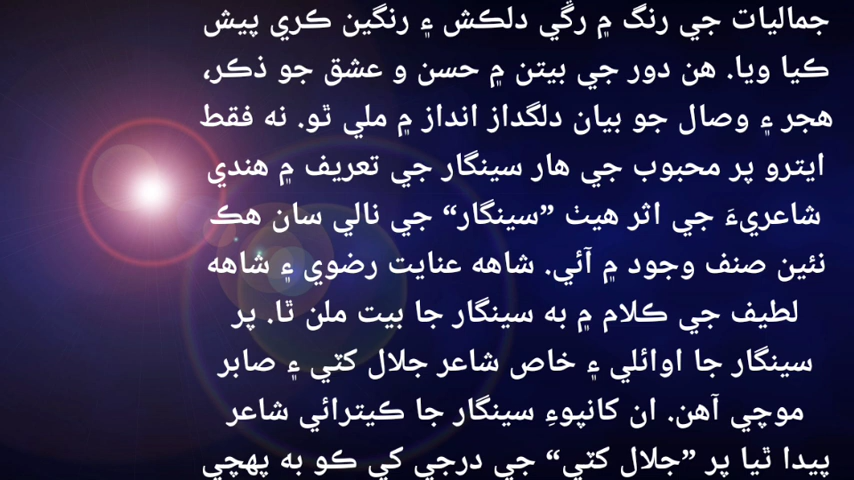 جماليات جي رنگ ۾ رڱي دلڪش ۽ رنگين ڪري پيش
ڪيا ويا. هن دور جي بيتن ۾ حسن و عشق جو ذڪر،
هجر ۽ وصال جو بيان دلگداز انداز ۾ ملي ٿو. نه فقط
ايترو پر محبوب جي هار سينگار جي تعريف ۾ هندي
شاعريءَ جي اثر هيٺ ”سينگار“ جي نالي سان هڪ
نئين صنف وجود ۾ آئي. شاهه عنايت رضوي ۽ شاهه
لطيف جي ڪلام ۾ به سينگار جا بيت ملن ٿا. پر
سينگار جا اوائلي ۽ خاص شاعر جلال کٽي ۽ صابر
موچي آهن. ان کانپوءِ سينگار جا ڪيترائي شاعر
پيدا ٿيا پر ”جلال کٽي“ جي درجي کي ڪو به پهچي